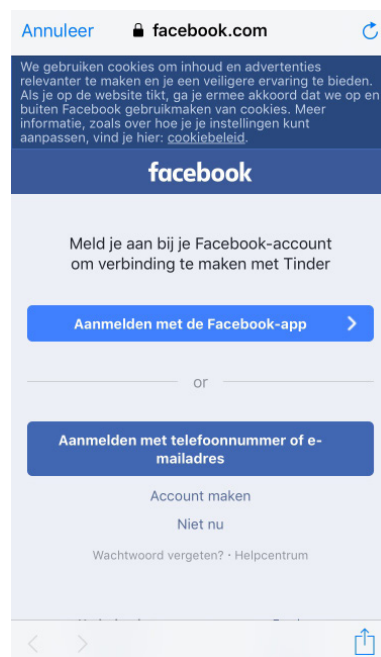 Annuleer facebook.com
We gebruiken cookies om inhoud en advertenties
relevanter te maken en je een veiligere ervaring te bieden.
Als je op de website tikt, ga je ermee akkoord dat we op en
buiten Facebook gebruikmaken van cookies. Meer
informatie, zoals over hoe je je instellingen kunt
aanpassen, vind je hier: cookiebeleid.
facebook
Meld je aan bij je Facebook-account
om verbinding te maken met Tinder
Aanmelden met de Facebook-app
or
Aanmelden met telefoonnummer of e-
mailadres
Account maken
Niet nu
Wachtwoord vergeten? · Helpcentrum